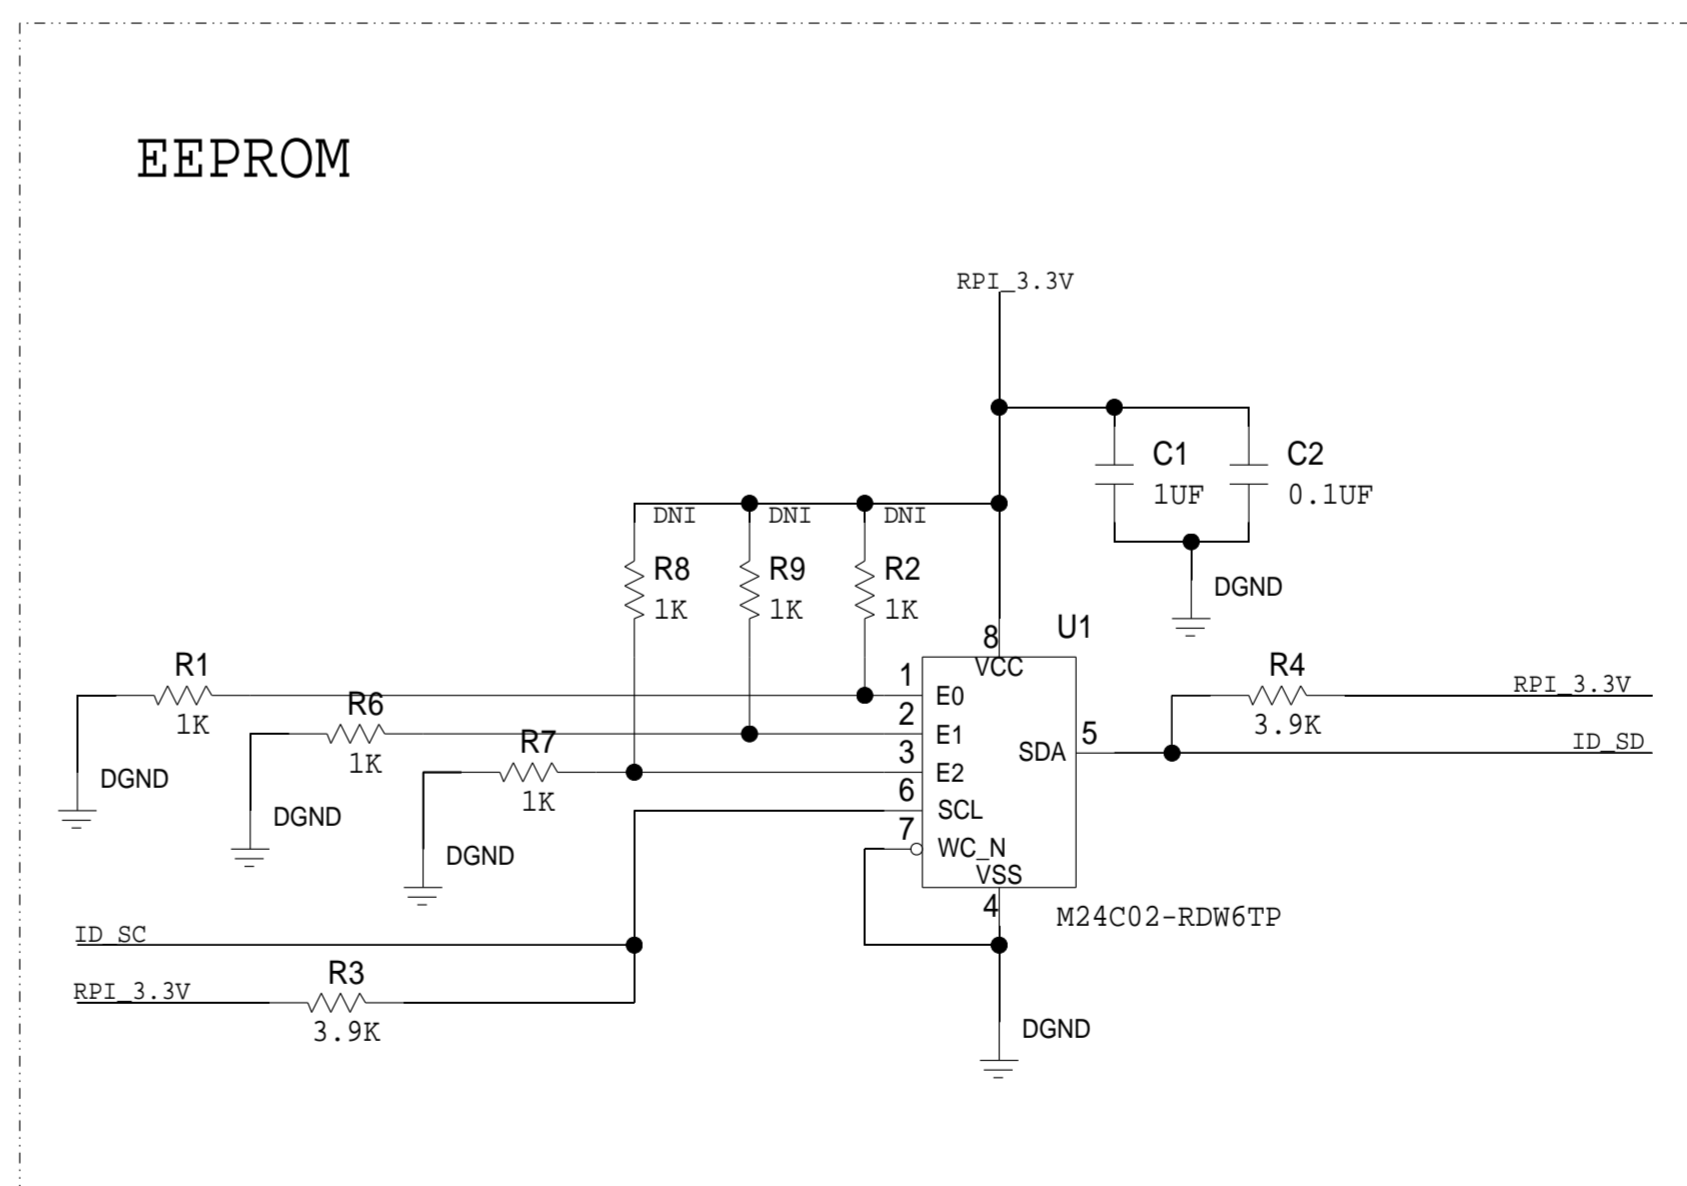 EEPROM
RPI_3.3V
C1
1UF
C2
0.1UF
DGND
DNI
DNI
DNI
R8
1K
R9
1K
R2
1K
U1
8
VCC
R1
1K
DGND
R6
1K
DGND
R7
1K
DGND
1
E0
2
E1
3
E2
6
SCL
7
WC_N
VSS
4
SDA
5
R4
3.9K
RPI_3.3V
ID_SD
M24C02-RDW6TP
ID_SC
RPI_3.3V
R3
3.9K
DGND